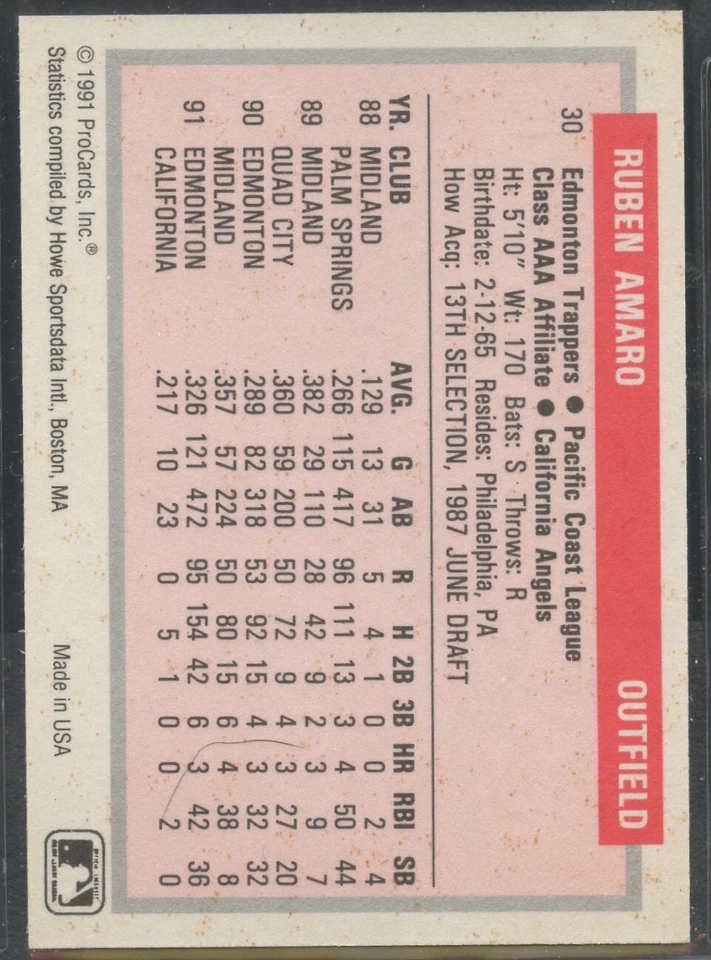 RUBEN AMARO OUTFIELD
30 Edmonton Trappers ● Pacific Coast League
Class AAA Affiliate ● California Angels
Ht: 5'10" Wt: 170 Bats: S Throws: R
Birthdate: 2-12-65 Resides: Philadelphia, PA
How Acq: 13TH SELECTION, 1987 JUNE DRAFT
YR. CLUB AVG. G AB R H 2B 3B HR RBI SB
88 MIDLAND .129 13 31 5 4 1 0 0 2 4
PALM SPRINGS .266 115 417 96 111 13 3 4 50 44
89 MIDLAND .382 29 110 28 42 9 2 3 9 7
QUAD CITY .360 59 200 50 72 9 4 3 27 20
90 EDMONTON .289 82 318 53 92 15 4 3 32 32
MIDLAND .357 57 224 50 80 15 6 4 38 8
91 EDMONTON .326 121 472 95 154 42 6 3 42 36
CALIFORNIA .217 10 23 0 5 1 0 0 2 0
© 1991 ProCards, Inc.®
Statistics compiled by Howe Sportsdata Intl., Boston, MA Made in USA